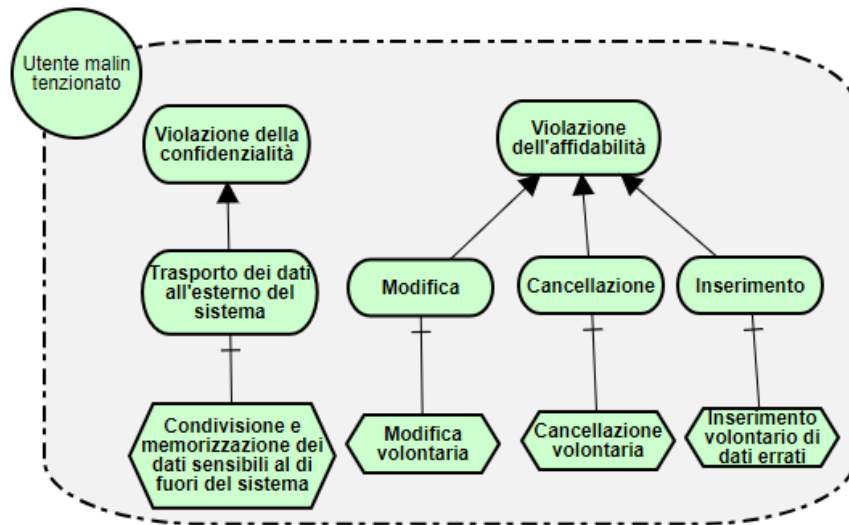 Utente malin
tenzionato
Violazione della
confidenzialità
Violazione
dell'affidabilità
Trasporto dei dati
all'esterno del
sistema
Modifica
Cancellazione
Inserimento
Condivisione e
memorizzazione dei
dati sensibili al di
fuori del sistema
Modifica
volontaria
Cancellazione
volontaria
Inserimento
volontario di
dati errati